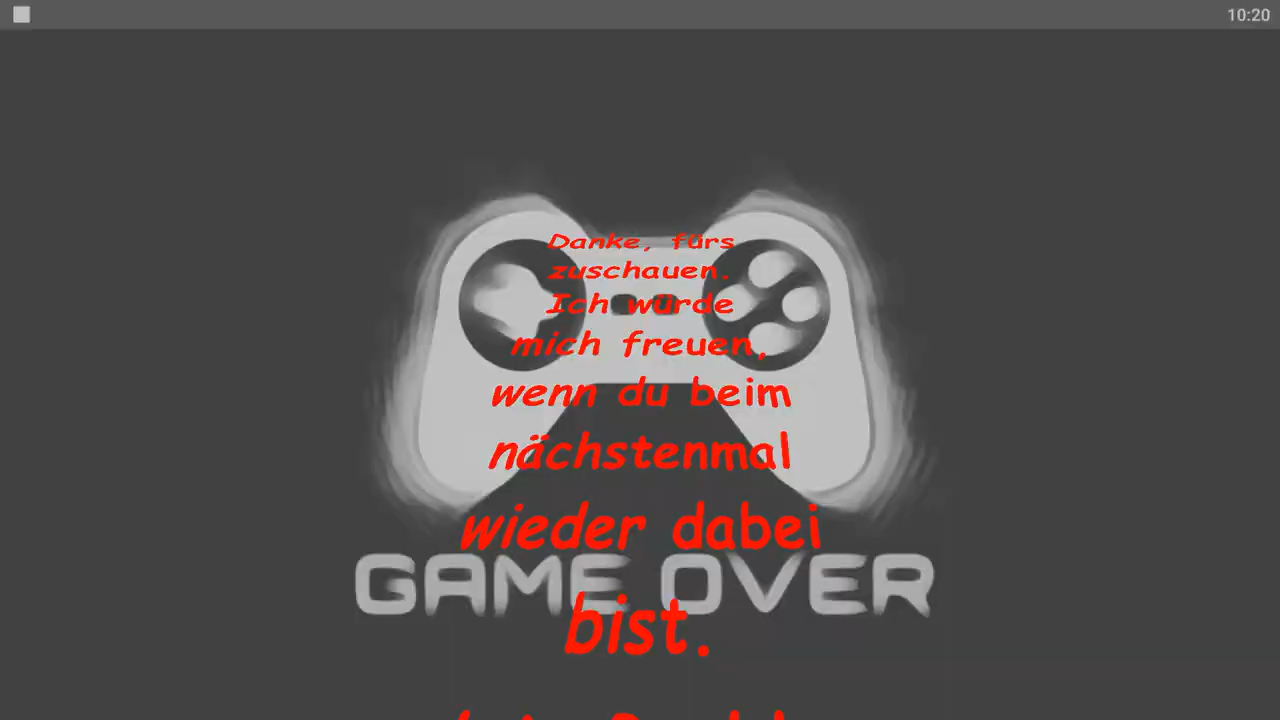 10:20
Danke, fürs
zuschauen.
Ich würde
mich freuen,
wenn du beim
nächstenmal
wieder dabei
GAME OVER
bist.